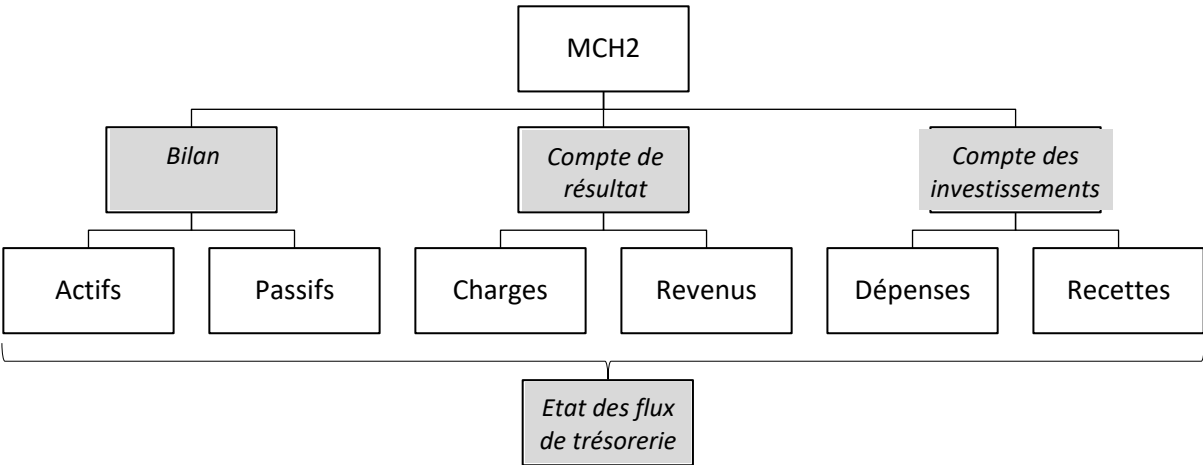 MCH2
Bilan
Compte de
résultat
Compte des
investissements
Actifs
Passifs
Charges
Revenus
Dépenses
Recettes
Etat des flux
de trésorerie